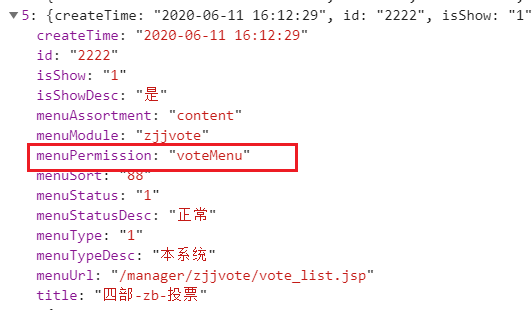 5: {createTime: "2020-06-11 16:12:29", id: "2222", isShow: "1"
createTime: "2020-06-11 16:12:29"
id: "2222"
isShow: "1"
isShowDesc: "是"
menuAssortment: "content"
menuModule: "zjjvote"
menuPermission: "voteMenu"
menuSort: "88"
menuStatus: "1"
menuStatusDesc: "正常"
menuType: "1"
menuTypeDesc: "本系统"
menuUrl: "/manager/zjjvote/vote_list.jsp"
title: "四部-zb-投票"